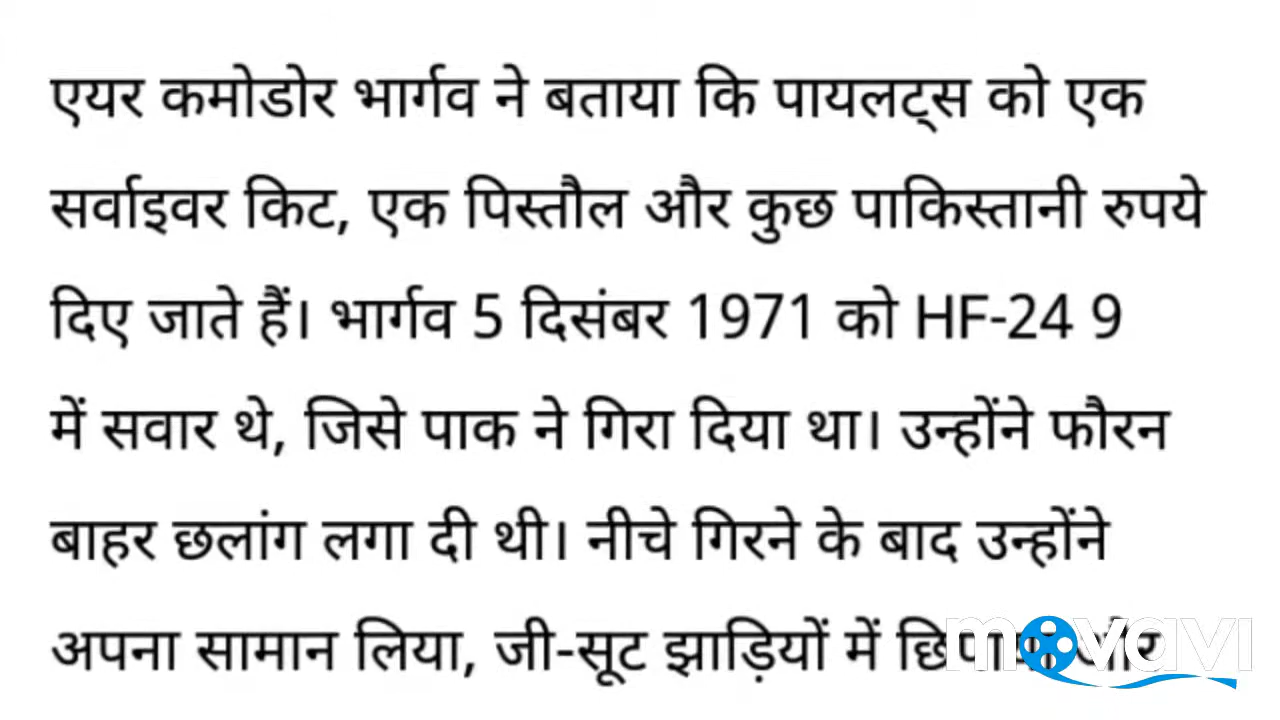 एयर कमोडोर भार्गव ने बताया कि पायलट्स को एक
सर्वाइवर किट, एक पिस्तौल और कुछ पाकिस्तानी रुपये
दिए जाते हैं। भार्गव 5 दिसंबर 1971 को HF-24 9
में सवार थे, जिसे पाक ने गिरा दिया था। उन्होंने फौरन
बाहर छलांग लगा दी थी। नीचे गिरने के बाद उन्होंने
अपना सामान लिया, जी-सूट झाड़ियों में छिपाया और
movavi